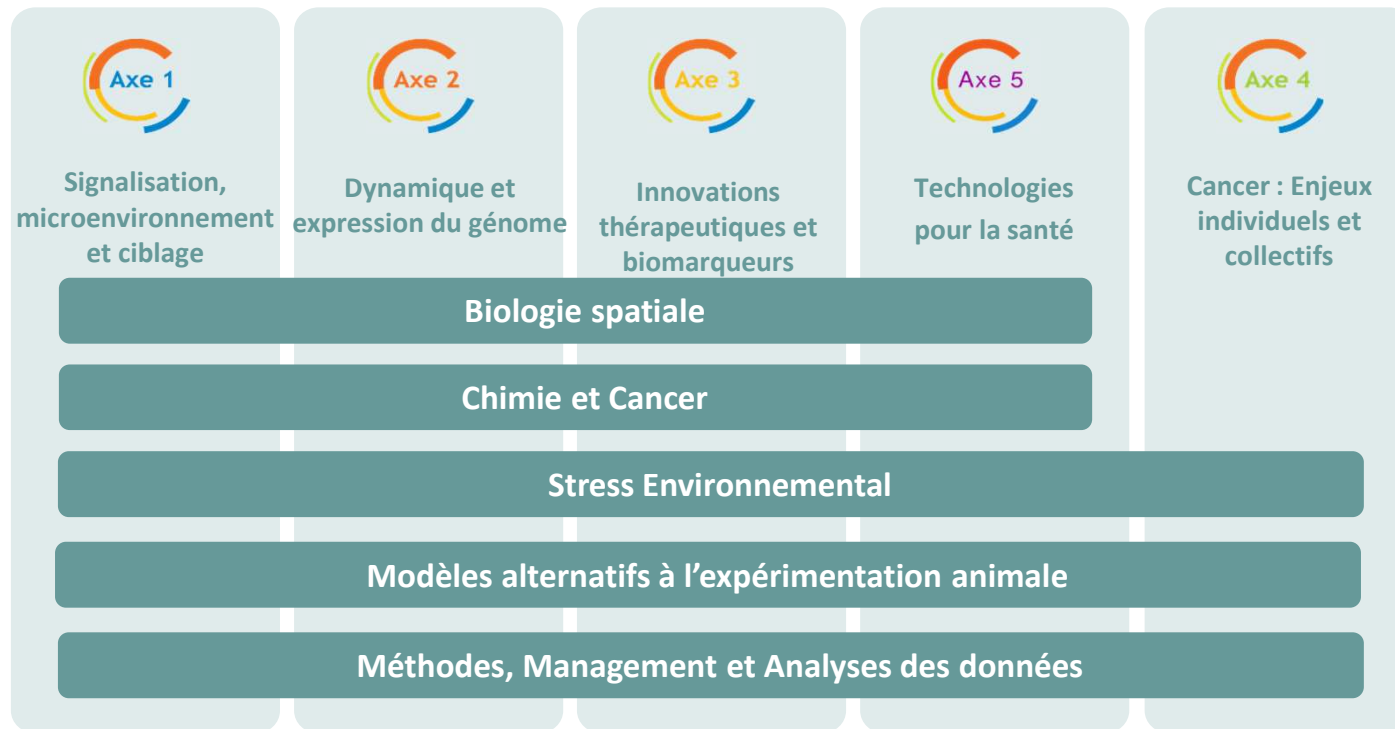 Axe 1
Signalisation,
microenvironnement
et ciblage
Axe 2
Dynamique et
expression du génome
Axe 3
Innovations
thérapeutiques et
biomarqueurs
Axe 5
Technologies
pour la santé
Axe 4
Cancer : Enjeux
individuels et
collectifs
Biologie spatiale
Chimie et Cancer
Stress Environnemental
Modèles alternatifs à l’expérimentation animale
Méthodes, Management et Analyses des données